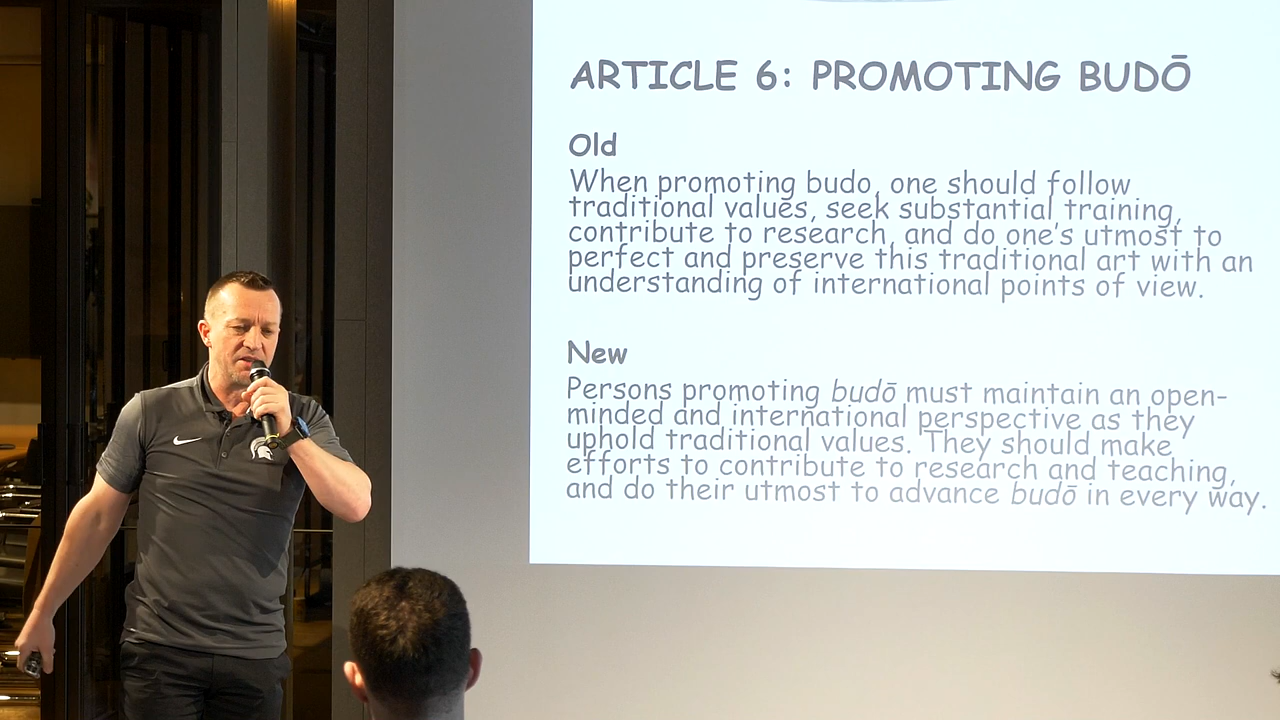 ARTICLE 6: PROMOTING BUDŌ
Old
When promoting budo, one should follow
traditional values, seek substantial training,
contribute to research, and do one's utmost to
perfect and preserve this traditional art with an
understanding of international points of view.
New
Persons promoting budō must maintain an open-
minded and international perspective as they
uphold traditional values. They should make
efforts to contribute to research and teaching,
and do their utmost to advance budō in every way.